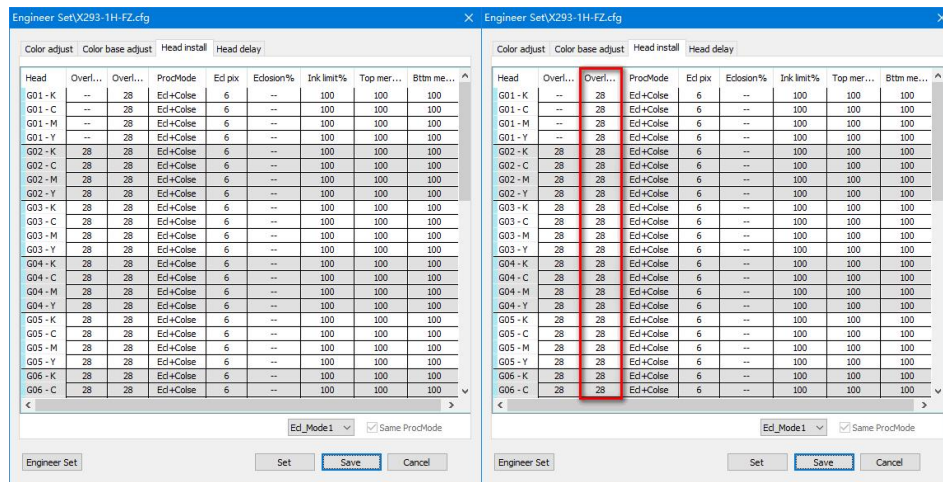 Engineer Set\X293-1H-FZ.cfg
Color adjust Color base adjust Head install Head delay
Head Overl... Overl... ProcMode Ecl pix Eclosion% Ink limit% Top mer... Bttm me...
G01 - K -- 28 Ecl+Colse 6 -- 100 100 100
G01 - C -- 28 Ecl+Colse 6 -- 100 100 100
G01 - M -- 28 Ecl+Colse 6 -- 100 100 100
G01 - Y -- 28 Ecl+Colse 6 -- 100 100 100
G02 - K 28 28 Ecl+Colse 6 -- 100 100 100
G02 - C 28 28 Ecl+Colse 6 -- 100 100 100
G02 - M 28 28 Ecl+Colse 6 -- 100 100 100
G02 - Y 28 28 Ecl+Colse 6 -- 100 100 100
G03 - K 28 28 Ecl+Colse 6 -- 100 100 100
G03 - C 28 28 Ecl+Colse 6 -- 100 100 100
G03 - M 28 28 Ecl+Colse 6 -- 100 100 100
G03 - Y 28 28 Ecl+Colse 6 -- 100 100 100
G04 - K 28 28 Ecl+Colse 6 -- 100 100 100
G04 - C 28 28 Ecl+Colse 6 -- 100 100 100
G04 - M 28 28 Ecl+Colse 6 -- 100 100 100
G04 - Y 28 28 Ecl+Colse 6 -- 100 100 100
G05 - K 28 28 Ecl+Colse 6 -- 100 100 100
G05 - C 28 28 Ecl+Colse 6 -- 100 100 100
G05 - M 28 28 Ecl+Colse 6 -- 100 100 100
G05 - Y 28 28 Ecl+Colse 6 -- 100 100 100
G06 - K 28 28 Ecl+Colse 6 -- 100 100 100
G06 - C 28 28 Ecl+Colse 6 -- 100 100 100
Ecl_Mode1 Same ProcMode
Engineer Set Set Save Cancel
Engineer Set\X293-1H-FZ.cfg
Color adjust Color base adjust Head install Head delay
Head Overl... Overl... ProcMode Ecl pix Eclosion% Ink limit% Top mer... Bttm me...
G01 - K -- 28 Ecl+Colse 6 -- 100 100 100
G01 - C -- 28 Ecl+Colse 6 -- 100 100 100
G01 - M -- 28 Ecl+Colse 6 -- 100 100 100
G01 - Y -- 28 Ecl+Colse 6 -- 100 100 100
G02 - K 28 28 Ecl+Colse 6 -- 100 100 100
G02 - C 28 28 Ecl+Colse 6 -- 100 100 100
G02 - M 28 28 Ecl+Colse 6 -- 100 100 100
G02 - Y 28 28 Ecl+Colse 6 -- 100 100 100
G03 - K 28 28 Ecl+Colse 6 -- 100 100 100
G03 - C 28 28 Ecl+Colse 6 -- 100 100 100
G03 - M 28 28 Ecl+Colse 6 -- 100 100 100
G03 - Y 28 28 Ecl+Colse 6 -- 100 100 100
G04 - K 28 28 Ecl+Colse 6 -- 100 100 100
G04 - C 28 28 Ecl+Colse 6 -- 100 100 100
G04 - M 28 28 Ecl+Colse 6 -- 100 100 100
G04 - Y 28 28 Ecl+Colse 6 -- 100 100 100
G05 - K 28 28 Ecl+Colse 6 -- 100 100 100
G05 - C 28 28 Ecl+Colse 6 -- 100 100 100
G05 - M 28 28 Ecl+Colse 6 -- 100 100 100
G05 - Y 28 28 Ecl+Colse 6 -- 100 100 100
G06 - K 28 28 Ecl+Colse 6 -- 100 100 100
G06 - C 28 28 Ecl+Colse 6 -- 100 100 100
Ecl_Mode1 Same ProcMode
Engineer Set Set Save Cancel